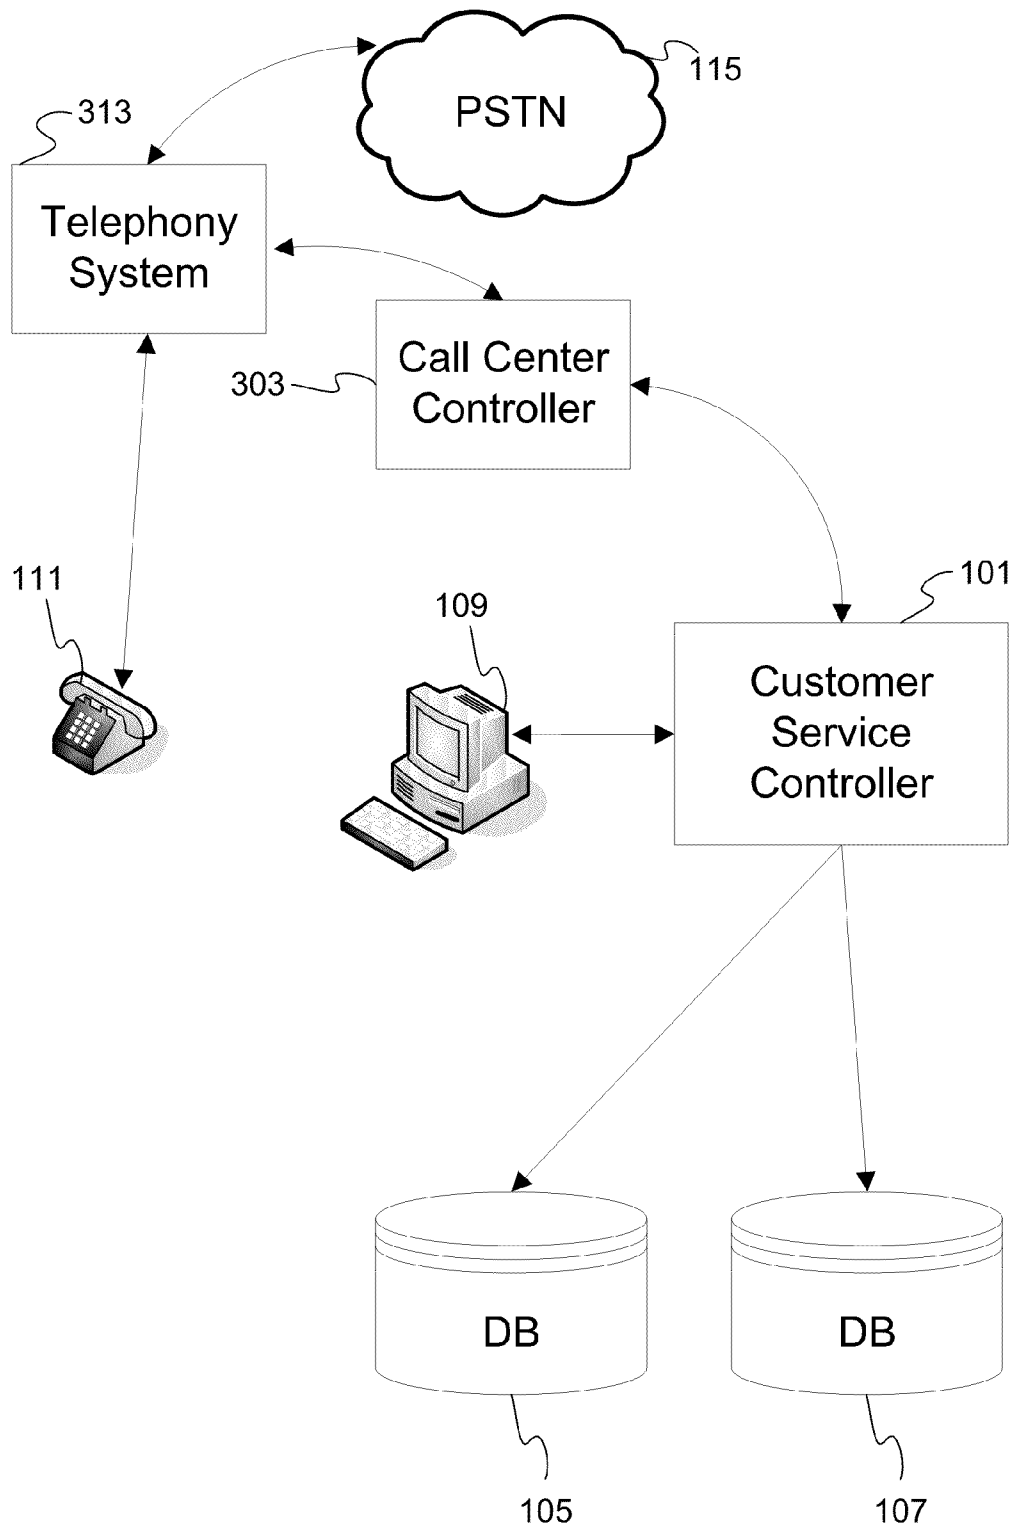 115
PSTN
313
Telephony
System
Call Center
Controller
303
111
109
101
Customer
Service
Controller
DB
DB
105
107